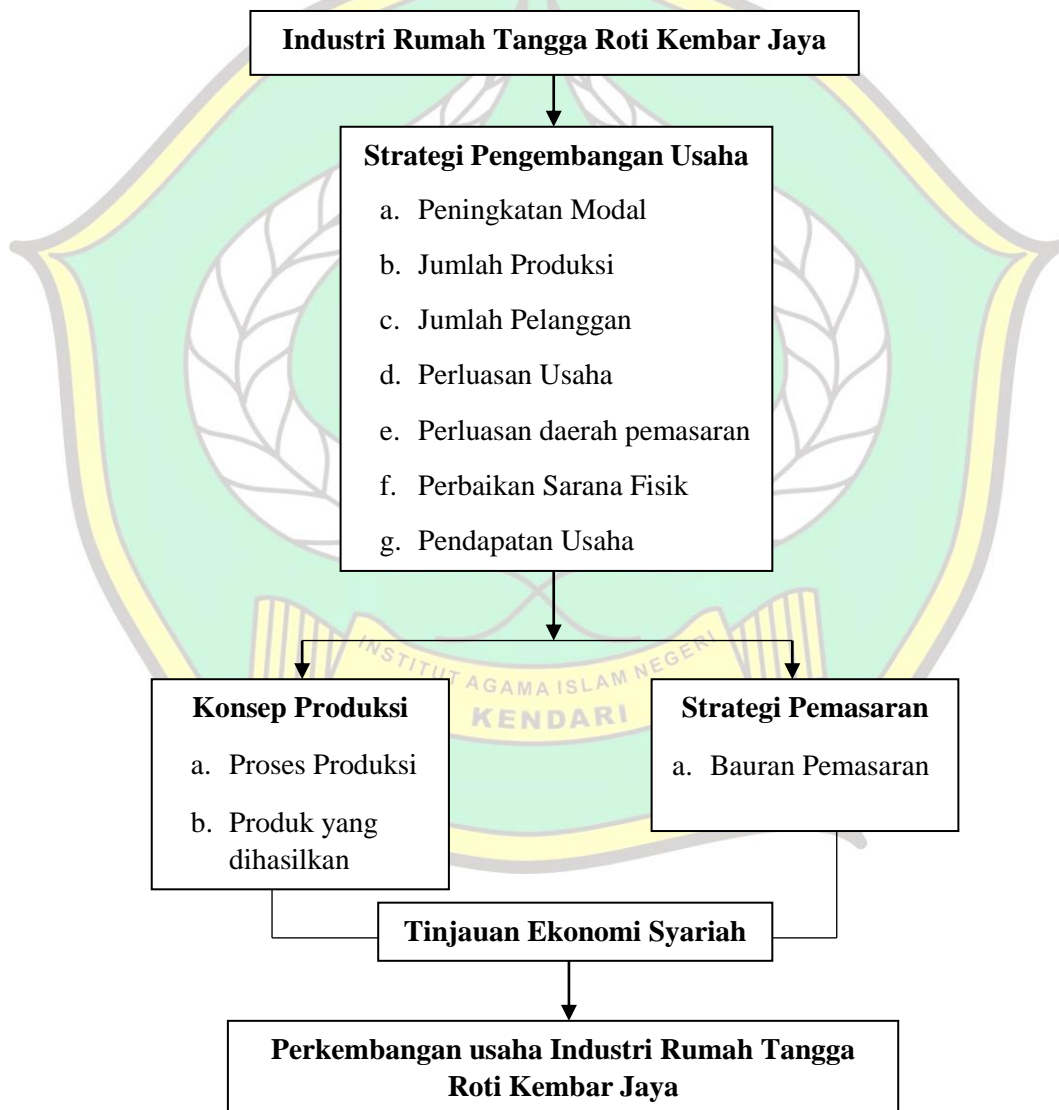 Industri Rumah Tangga Roti Kembar Jaya
Strategi Pengembangan Usaha
a. Peningkatan Modal
b. Jumlah Produksi
c. Jumlah Pelanggan
d. Perluasan Usaha
e. Perluasan daerah pemasaran
f. Perbaikan Sarana Fisik
g. Pendapatan Usaha
INSTITUT AGAMA ISLAM NEGERI
KENDARI
Konsep Produksi
a. Proses Produksi
b. Produk yang
dihasilkan
Strategi Pemasaran
a. Bauran Pemasaran
Tinjauan Ekonomi Syariah
Perkembangan usaha Industri Rumah Tangga
Roti Kembar Jaya